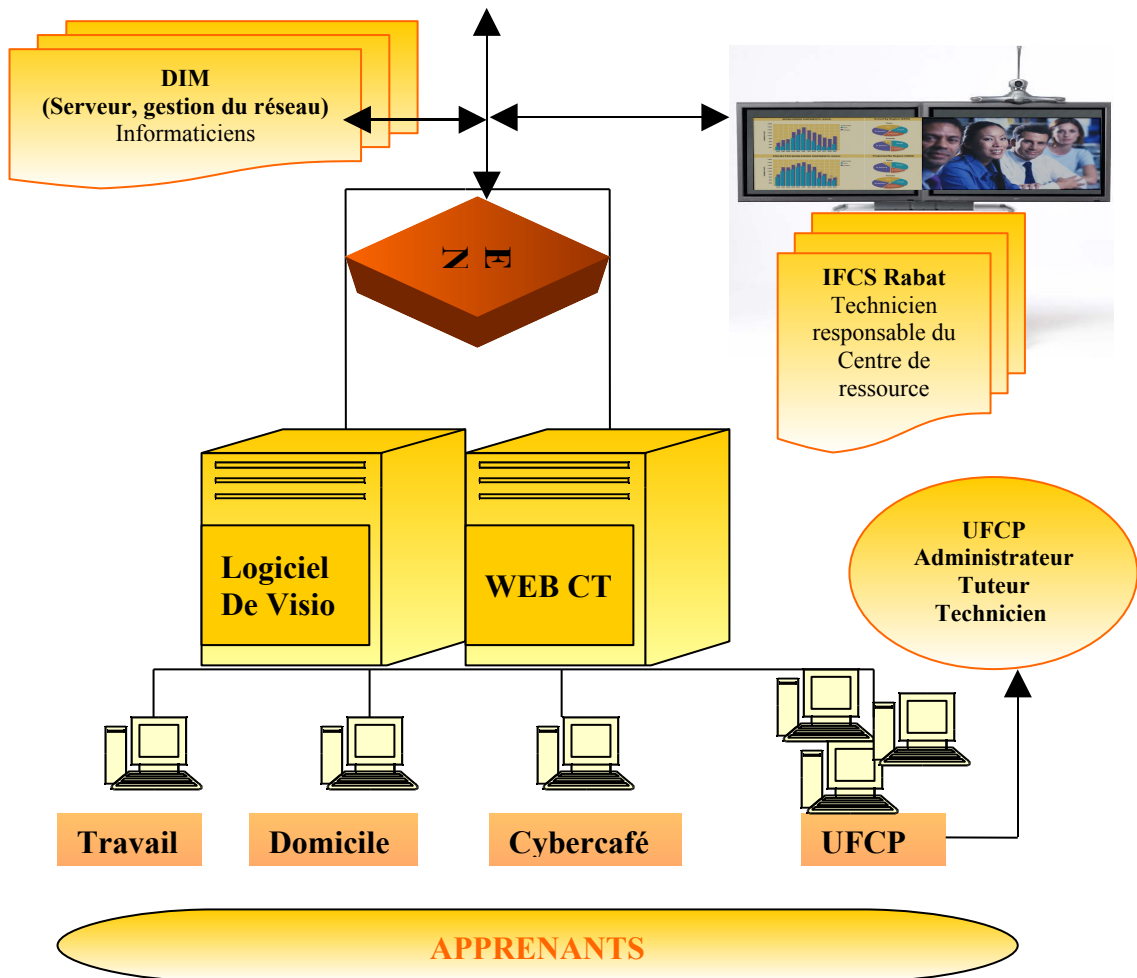 DIM
(Serveur, gestion du réseau)
Informaticiens
E
N
IFCS Rabat
Technicien
responsable du
Centre de
ressource
Logiciel
De Visio
WEB CT
UFCP
Administrateur
Tuteur
Technicien
Travail
Domicile
Cybercafé
UFCP
APPRENANTS